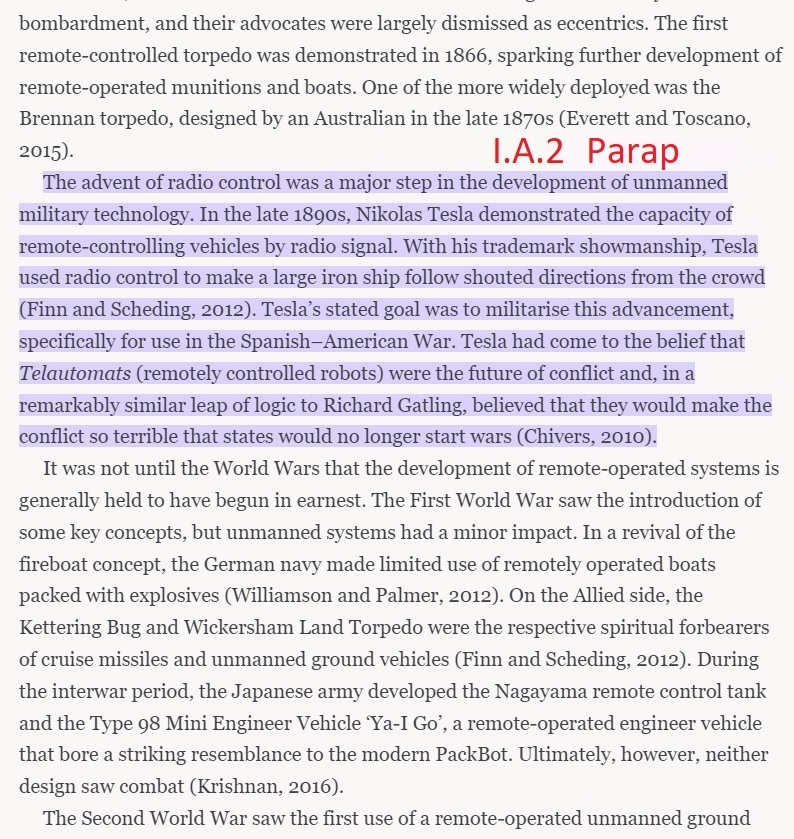 bombardment, and their advocates were largely dismissed as eccentrics. The first
remote-controlled torpedo was demonstrated in 1866, sparking further development of
remote-operated munitions and boats. One of the more widely deployed was the
Brennan torpedo, designed by an Australian in the late 1870s (Everett and Toscano,
2015).
I.A.2 Parap
The advent of radio control was a major step in the development of unmanned
military technology. In the late 1890s, Nikolas Tesla demonstrated the capacity of
remote-controlling vehicles by radio signal. With his trademark showmanship, Tesla
used radio control to make a large iron ship follow shouted directions from the crowd
(Finn and Scheding, 2012). Tesla’s stated goal was to militarise this advancement,
specifically for use in the Spanish–American War. Tesla had come to the belief that
Telautomats (remotely controlled robots) were the future of conflict and, in a
remarkably similar leap of logic to Richard Gatling, believed that they would make the
conflict so terrible that states would no longer start wars (Chivers, 2010).
It was not until the World Wars that the development of remote-operated systems is
generally held to have begun in earnest. The First World War saw the introduction of
some key concepts, but unmanned systems had a minor impact. In a revival of the
fireboat concept, the German navy made limited use of remotely operated boats
packed with explosives (Williamson and Palmer, 2012). On the Allied side, the
Kettering Bug and Wickersham Land Torpedo were the respective spiritual forbearers
of cruise missiles and unmanned ground vehicles (Finn and Scheding, 2012). During
the interwar period, the Japanese army developed the Nagayama remote control tank
and the Type 98 Mini Engineer Vehicle ‘Ya-I Go’, a remote-operated engineer vehicle
that bore a striking resemblance to the modern PackBot. Ultimately, however, neither
design saw combat (Krishnan, 2016).
The Second World War saw the first use of a remote-operated unmanned ground